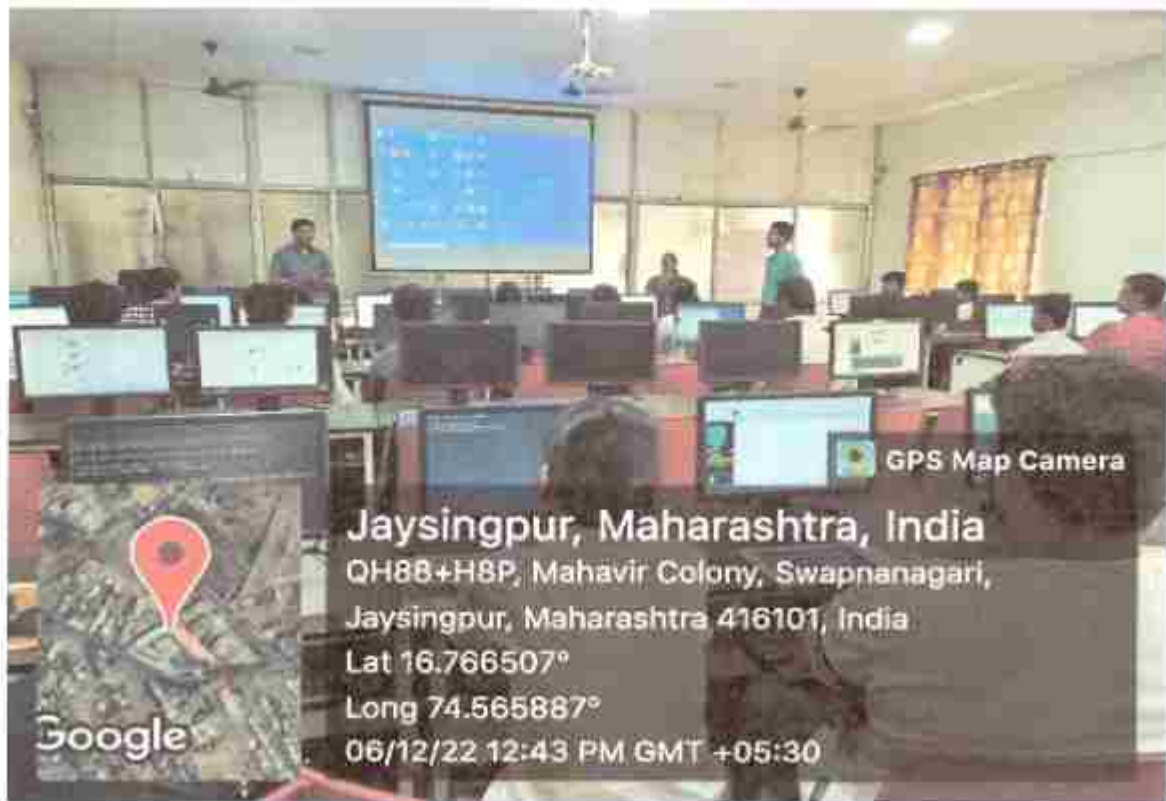 GPS Map Camera
Jaysingpur, Maharashtra, India
QH88+H8P, Mahavir Colony, Swapnanagari,
Jaysingpur, Maharashtra 416101, India
Lat 16.766507°
Long 74.565887°
06/12/22 12:43 PM GMT +05:30
Google